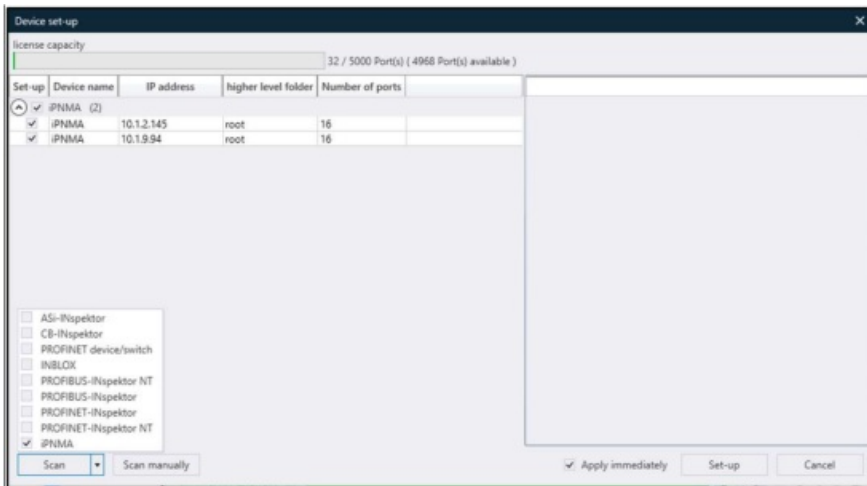 Device set-up
license capacity
32 / 5000 Port(s) ( 4968 Port(s) available )
Set-up Device name IP address higher level folder Number of ports
iPNMA (2)
iPNMA 10.1.2.145 root 16
iPNMA 10.1.9.94 root 16
ASi-INspektor
CB-INspektor
PROFINET device/switch
INBLOX
PROFIBUS-INspektor NT
PROFIBUS-INspektor
PROFINET-INspektor
PROFINET-INspektor NT
iPNMA
Scan Scan manually Apply immediately Set-up Cancel